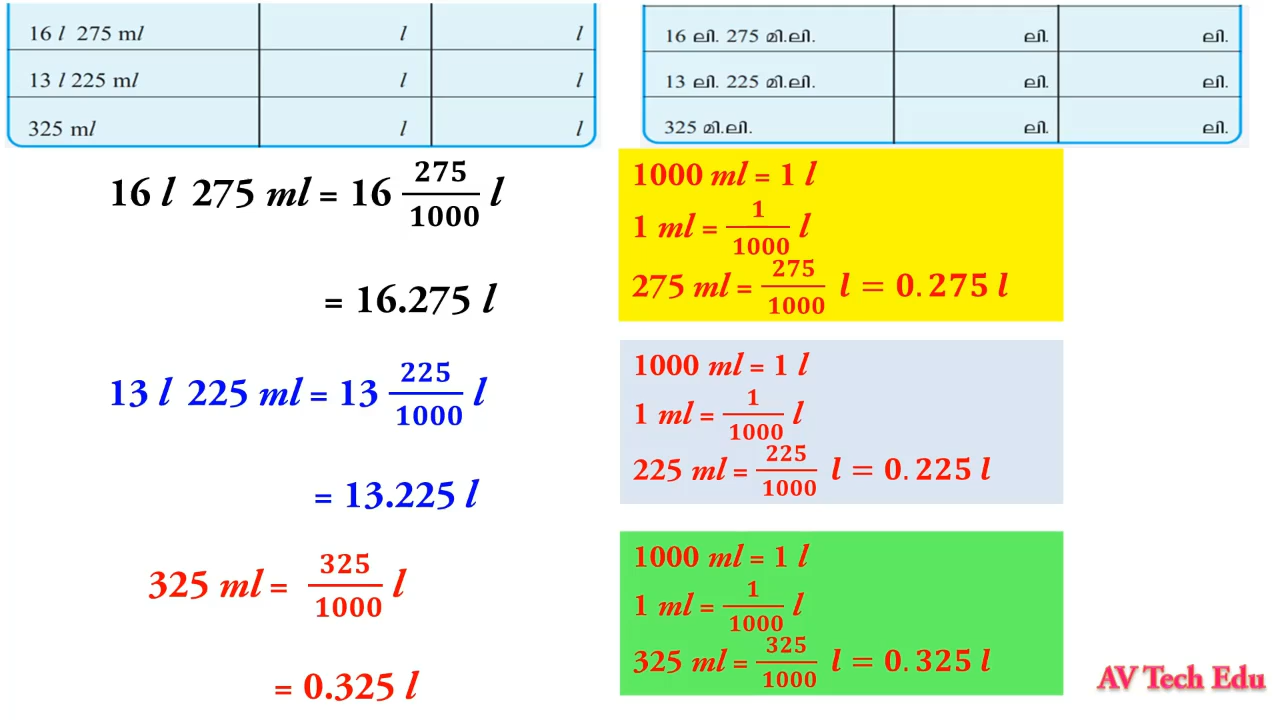 16 l 275 ml l l
13 l 225 ml l l
325 ml l l
16 ലി. 275 മി.ലി. ലി. ലി.
13 ലി. 225 മി.ലി. ലി. ലി.
325 മി.ലി. ലി. ലി.
16 l 275 ml = 16 275/1000 l
= 16.275 l
13 l 225 ml = 13 225/1000 l
= 13.225 l
325 ml = 325/1000 l
= 0.325 l
1000 ml = 1 l
1 ml = 1/1000 l
275 ml = 275/1000 l = 0.275 l
1000 ml = 1 l
1 ml = 1/1000 l
225 ml = 225/1000 l = 0.225 l
1000 ml = 1 l
1 ml = 1/1000 l
325 ml = 325/1000 l = 0.325 l
AV Tech Edu